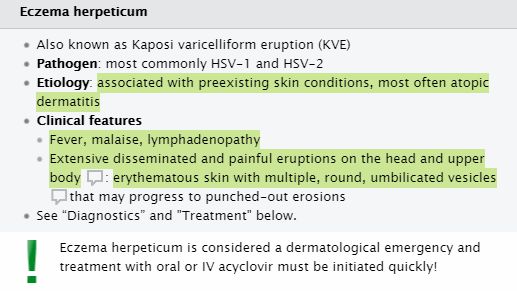 Eczema herpeticum
Also known as Kaposi varicelliform eruption (KVE)
Pathogen: most commonly HSV-1 and HSV-2
Etiology: associated with preexisting skin conditions, most often atopic
dermatitis
Clinical features
Fever, malaise, lymphadenopathy
Extensive disseminated and painful eruptions on the head and upper
body : erythematous skin with multiple, round, umbilicated vesicles
that may progress to punched-out erosions
See “Diagnostics” and ”Treatment” below.
Eczema herpeticum is considered a dermatological emergency and
treatment with oral or IV acyclovir must be initiated quickly!